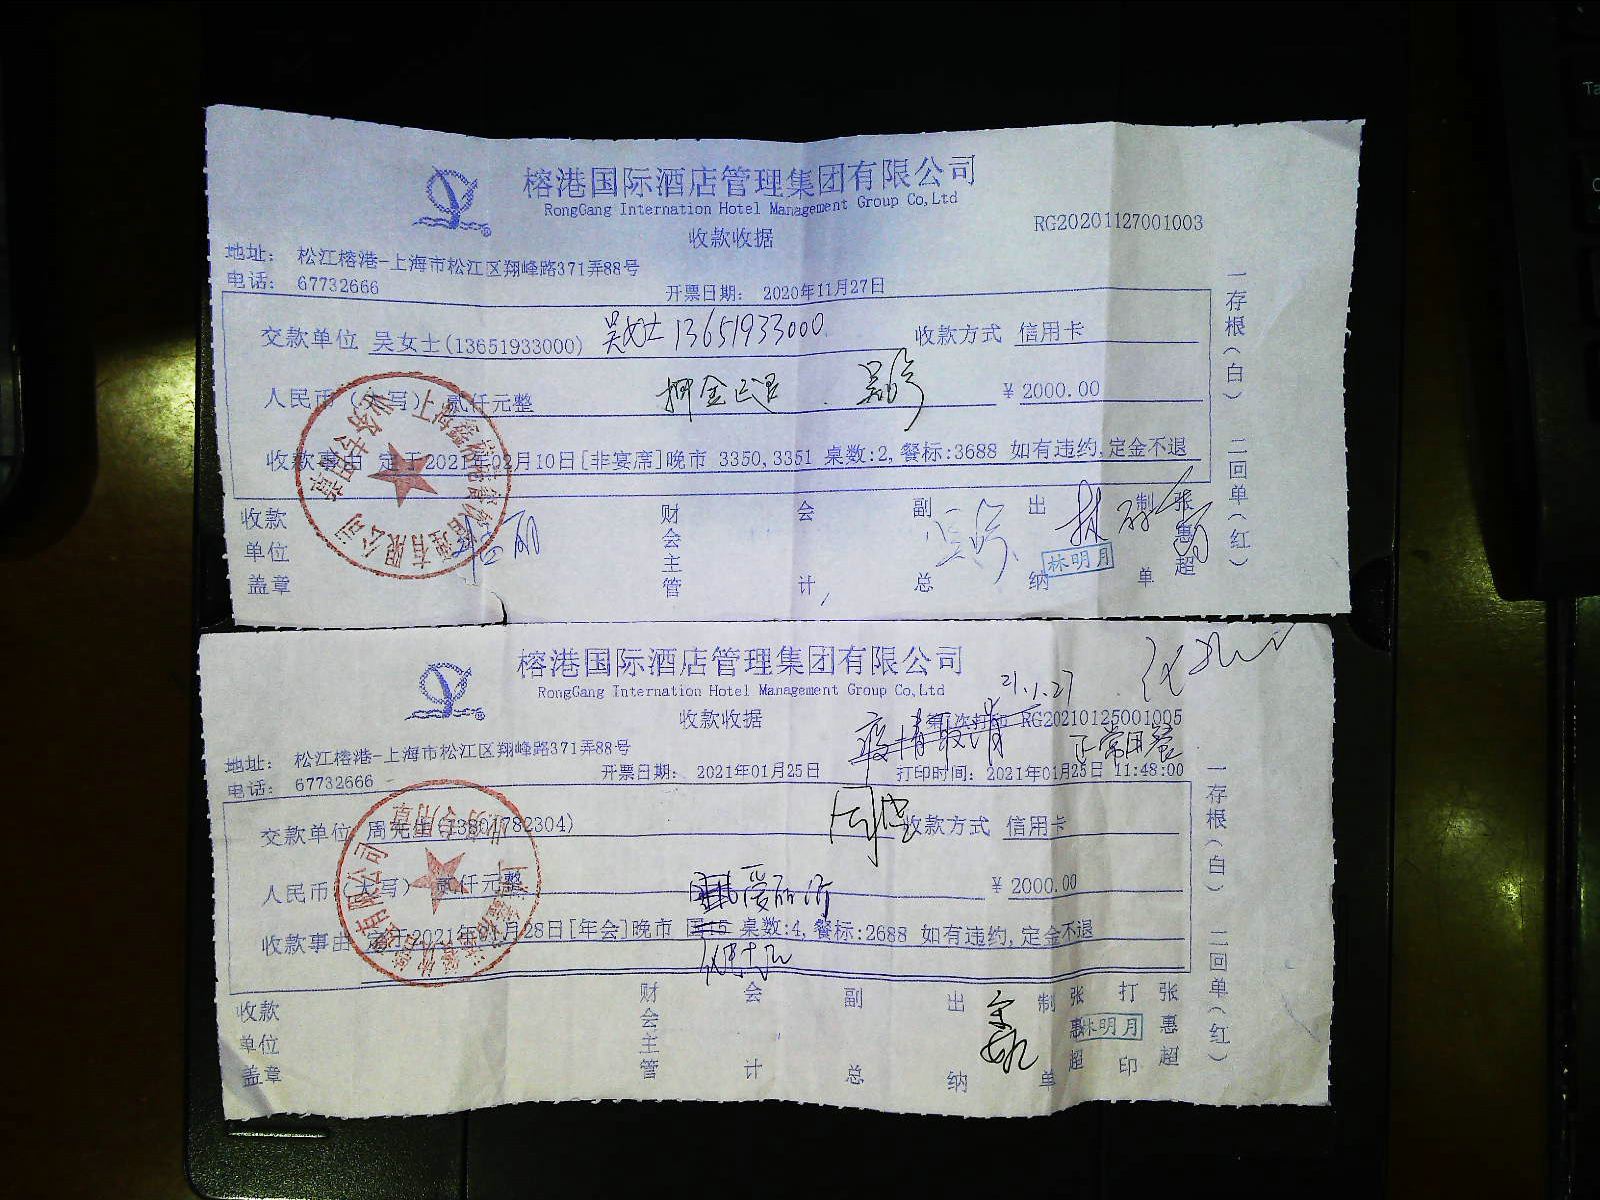 榕港国际酒店管理集团有限公司
RongGang Internation Hotel Management Group Co,Ltd
收款收据
RG20201127001003
地址： 松江榕港-上海市松江区翔峰路371弄88号
电话： 67732666
开票日期： 2020年11月27日
交款单位 吴女士(13651933000) 吴女士 13651933000 收款方式 信用卡
人民币（大写） 贰仟元整 押金已退 ¥ 2000.00
收款事由 定于2021年02月10日[非宴席]晚市 3350,3351 桌数:2,餐标:3688 如有违约,定金不退
收款单位盖章 财会主管 会计 副总 出纳 林明月 制单 张惠超
一存根（白） 二回单（红）
榕港国际酒店管理集团有限公司
RongGang Internation Hotel Management Group Co,Ltd
21.1.27
收款收据
疫情取消 RG20210125001005
正常用餐
地址： 松江榕港-上海市松江区翔峰路371弄88号
电话： 67732666
开票日期： 2021年01月25日 打印时间： 2021年01月25日 11:48:00
交款单位 周先生 收款方式 信用卡
人民币（大写） 贰仟元整 爱丽汐 ¥ 2000.00
收款事由 定于2021年01月28日[年会]晚市 桌数:4,餐标:2688 如有违约,定金不退
收款单位盖章 财会主管 会计 副总 出纳 制单 张惠超 林明月 打印 张惠超
一存根（白） 二回单（红）